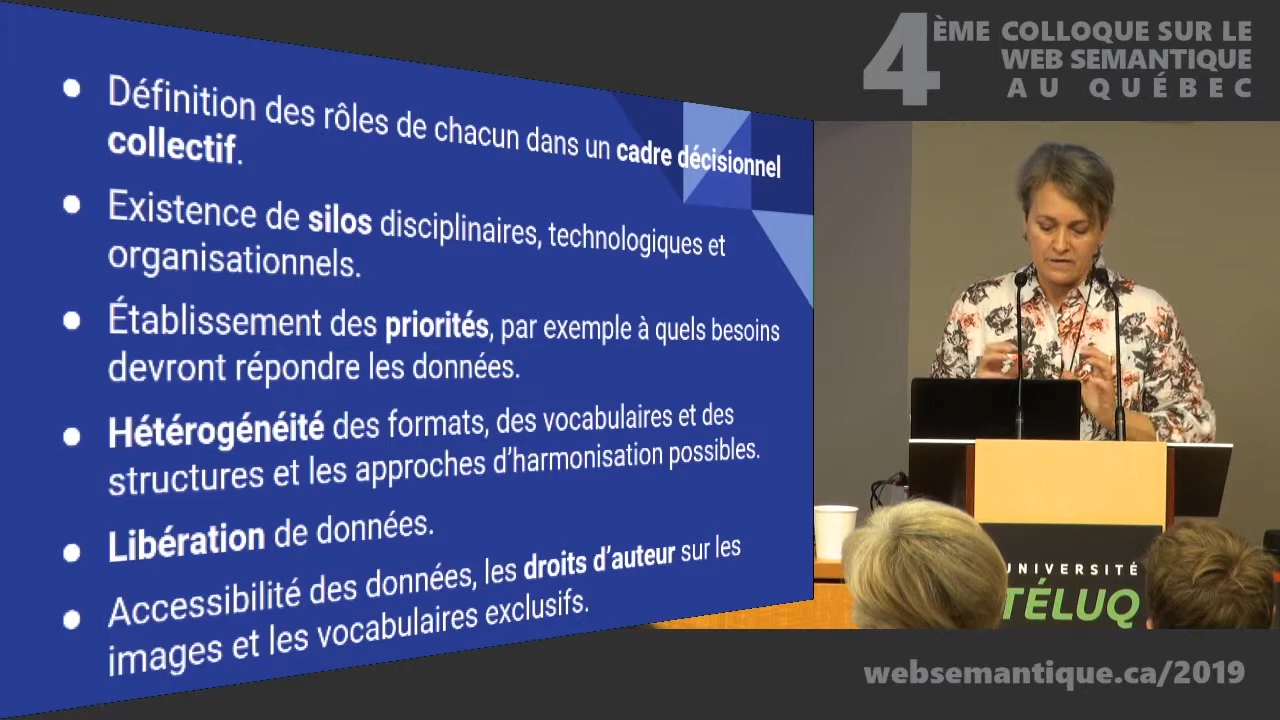 Définition des rôles de chacun dans un cadre décisionnel
collectif.
Existence de silos disciplinaires, technologiques et
organisationnels.
Établissement des priorités, par exemple à quels besoins
devront répondre les données.
Hétérogénéité des formats, des vocabulaires et des
structures et les approches d'harmonisation possibles.
Libération de données.
Accessibilité des données, les droits d'auteur sur les
images et les vocabulaires exclusifs.
4ÈME COLLOQUE SUR LE
WEB SEMANTIQUE
AU QUÉBEC
UNIVERSITÉ
TÉLUQ
websemantique.ca/2019